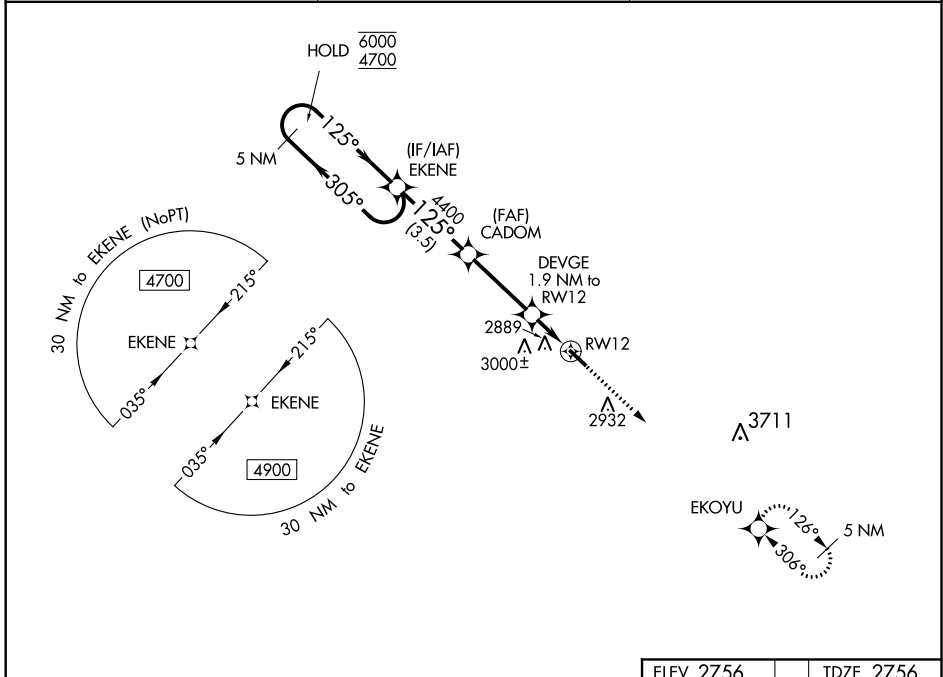 HOLD 6000
4700
125°
5 NM
305°
(IF/IAF)
EKENE
4400
125°
(3.5)
(FAF)
CADOM
DEVGE
1.9 NM to
RW12
2889
3000±
RW12
2932
3711
30 NM to EKENE (NoPT)
4700
215°
EKENE
035°
215°
EKENE
035°
4900
30 NM to EKENE
EKOYU
126°
5 NM
306°
ELEV 2756
TDZE 2756